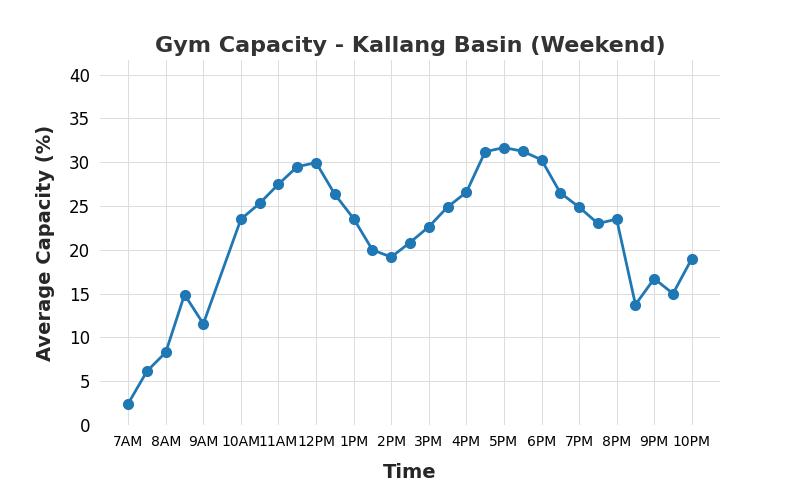 Gym Capacity - Kallang Basin (Weekend)
Average Capacity (%)
40
35
30
25
20
15
10
5
0
7AM 8AM 9AM 10AM 11AM 12PM 1PM 2PM 3PM 4PM 5PM 6PM 7PM 8PM 9PM 10PM
Time